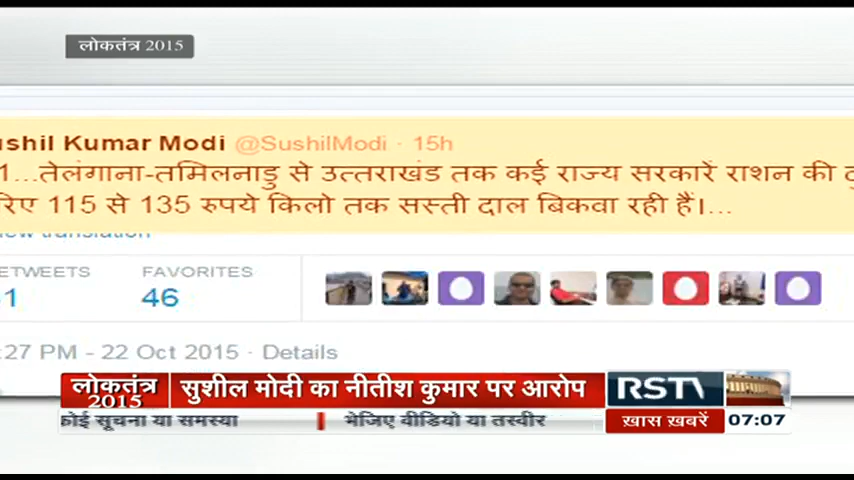 लोकतंत्र 2015
ushil Kumar Modi @SushilModi · 15h
1...तेलंगाना-तमिलनाडु से उत्तराखंड तक कई राज्य सरकारें राशन की दु
रिए 115 से 135 रुपये किलो तक सस्ती दाल बिकवा रही हैं।...
ETWEETS FAVORITES
1 46
:27 PM - 22 Oct 2015 · Details
लोकतंत्र 2015
सुशील मोदी का नीतीश कुमार पर आरोप
RSTV
कोई सूचना या समस्या भेजिए वीडियो या तस्वीर
ख़ास ख़बरें 07:07